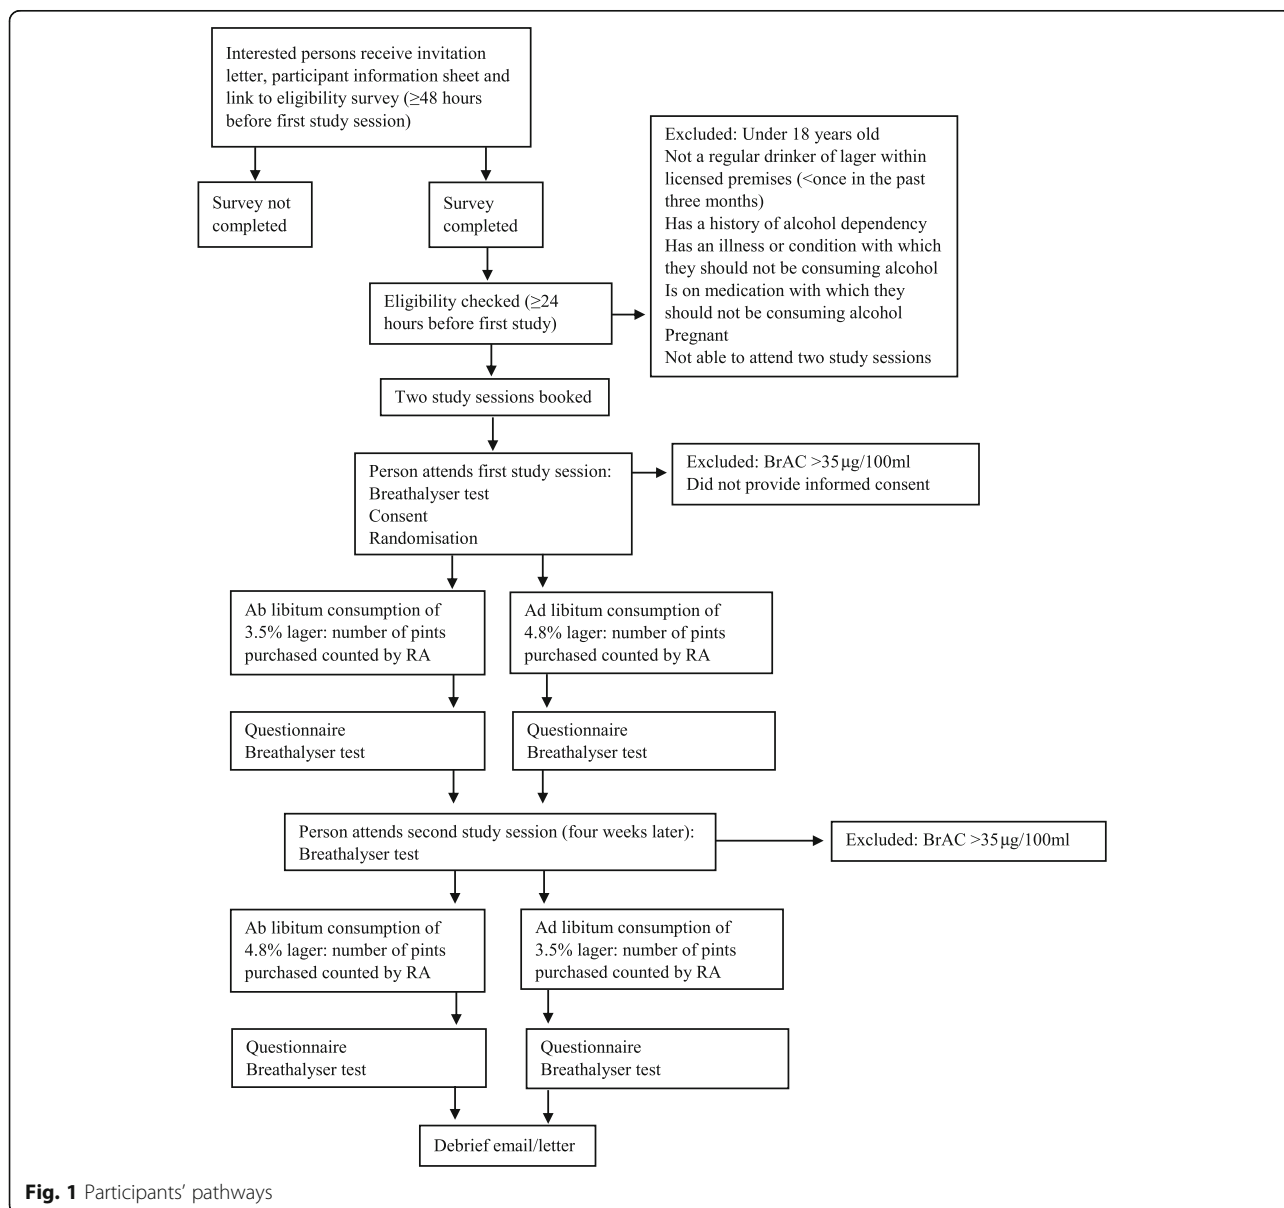 Interested persons receive invitation
letter, participant information sheet and
link to eligibility survey (≥48 hours
before first study session)
Excluded: Under 18 years old
Not a regular drinker of lager within
licensed premises (<once in the past
three months)
Has a history of alcohol dependency
Has an illness or condition with which
they should not be consuming alcohol
Is on medication with which they
should not be consuming alcohol
Pregnant
Not able to attend two study sessions
Survey not
completed
Survey
completed
Eligibility checked (≥24
hours before first study)
Two study sessions booked
Person attends first study session:
Breathalyser test
Consent
Randomisation
Excluded: BrAC >35µg/100ml
Did not provide informed consent
Ab libitum consumption of
3.5% lager: number of pints
purchased counted by RA
Ad libitum consumption of
4.8% lager: number of pints
purchased counted by RA
Questionnaire
Breathalyser test
Questionnaire
Breathalyser test
Person attends second study session (four weeks later):
Breathalyser test
Excluded: BrAC >35µg/100ml
Ab libitum consumption of
4.8% lager: number of pints
purchased counted by RA
Ad libitum consumption of
3.5% lager: number of pints
purchased counted by RA
Questionnaire
Breathalyser test
Questionnaire
Breathalyser test
Debrief email/letter
Fig. 1 Participants’ pathways